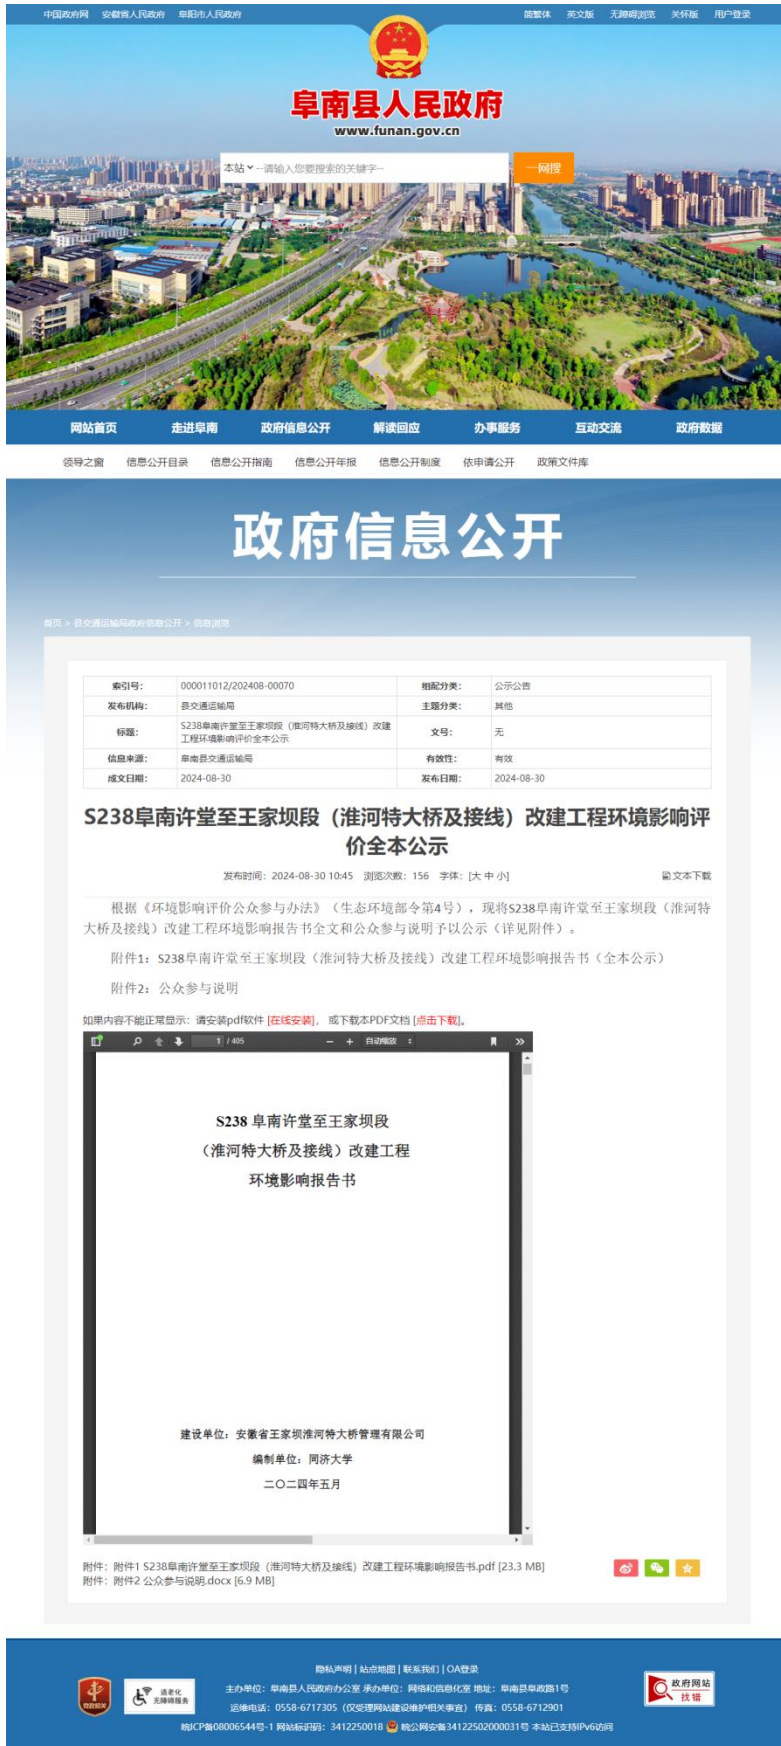 中国政府网 安徽省人民政府 阜阳市人民政府 简繁体 英文版 无障碍浏览 关怀版 用户登录
阜南县人民政府
www.funan.gov.cn
本站 --请输入您要搜索的关键字-- 一网搜
网站首页 走进阜南 政府信息公开 解读回应 办事服务 互动交流 政府数据
领导之窗 信息公开目录 信息公开指南 信息公开年报 信息公开制度 依申请公开 政策文件库
政府信息公开
首页 > 县交通运输局政府信息公开 > 信息浏览
索引号： 000011012/202408-00070 组配分类： 公示公告
发布机构： 县交通运输局 主题分类： 其他
标题： S238阜南许堂至王家坝段（淮河特大桥及接线）改建工程环境影响评价全本公示 文号： 无
信息来源： 阜南县交通运输局 有效性： 有效
成文日期： 2024-08-30 发布日期： 2024-08-30
S238阜南许堂至王家坝段（淮河特大桥及接线）改建工程环境影响评
价全本公示
发布时间：2024-08-30 10:45 浏览次数：156 字体：[大 中 小] 文本下载
根据《环境影响评价公众参与办法》（生态环境部令第4号），现将S238阜南许堂至王家坝段（淮河特
大桥及接线）改建工程环境影响报告书全文和公众参与说明予以公示（详见附件）。
附件1：S238阜南许堂至王家坝段（淮河特大桥及接线）改建工程环境影响报告书（全本公示）
附件2：公众参与说明
如果内容不能正常显示：请安装pdf软件 [在线安装]， 或下载本PDF文档 [点击下载]。
1 / 405 自动缩放
S238 阜南许堂至王家坝段
（淮河特大桥及接线）改建工程
环境影响报告书
建设单位：安徽省王家坝淮河特大桥管理有限公司
编制单位：同济大学
二〇二四年五月
附件：附件1 S238阜南许堂至王家坝段（淮河特大桥及接线）改建工程环境影响报告书.pdf [23.3 MB]
附件：附件2 公众参与说明.docx [6.9 MB]
隐私声明 | 站点地图 | 联系我们 | OA登录
主办单位：阜南县人民政府办公室 承办单位：网络和信息化室 地址：阜南县阜政路1号
运维电话：0558-6717305（仅受理网站建设维护相关事宜） 传真：0558-6712901
皖ICP备08006544号-1 网站标识码：3412250018 皖公网安备34122502000031号 本站已支持IPv6访问
党政机关
适老化
无障碍服务
政府网站
找错